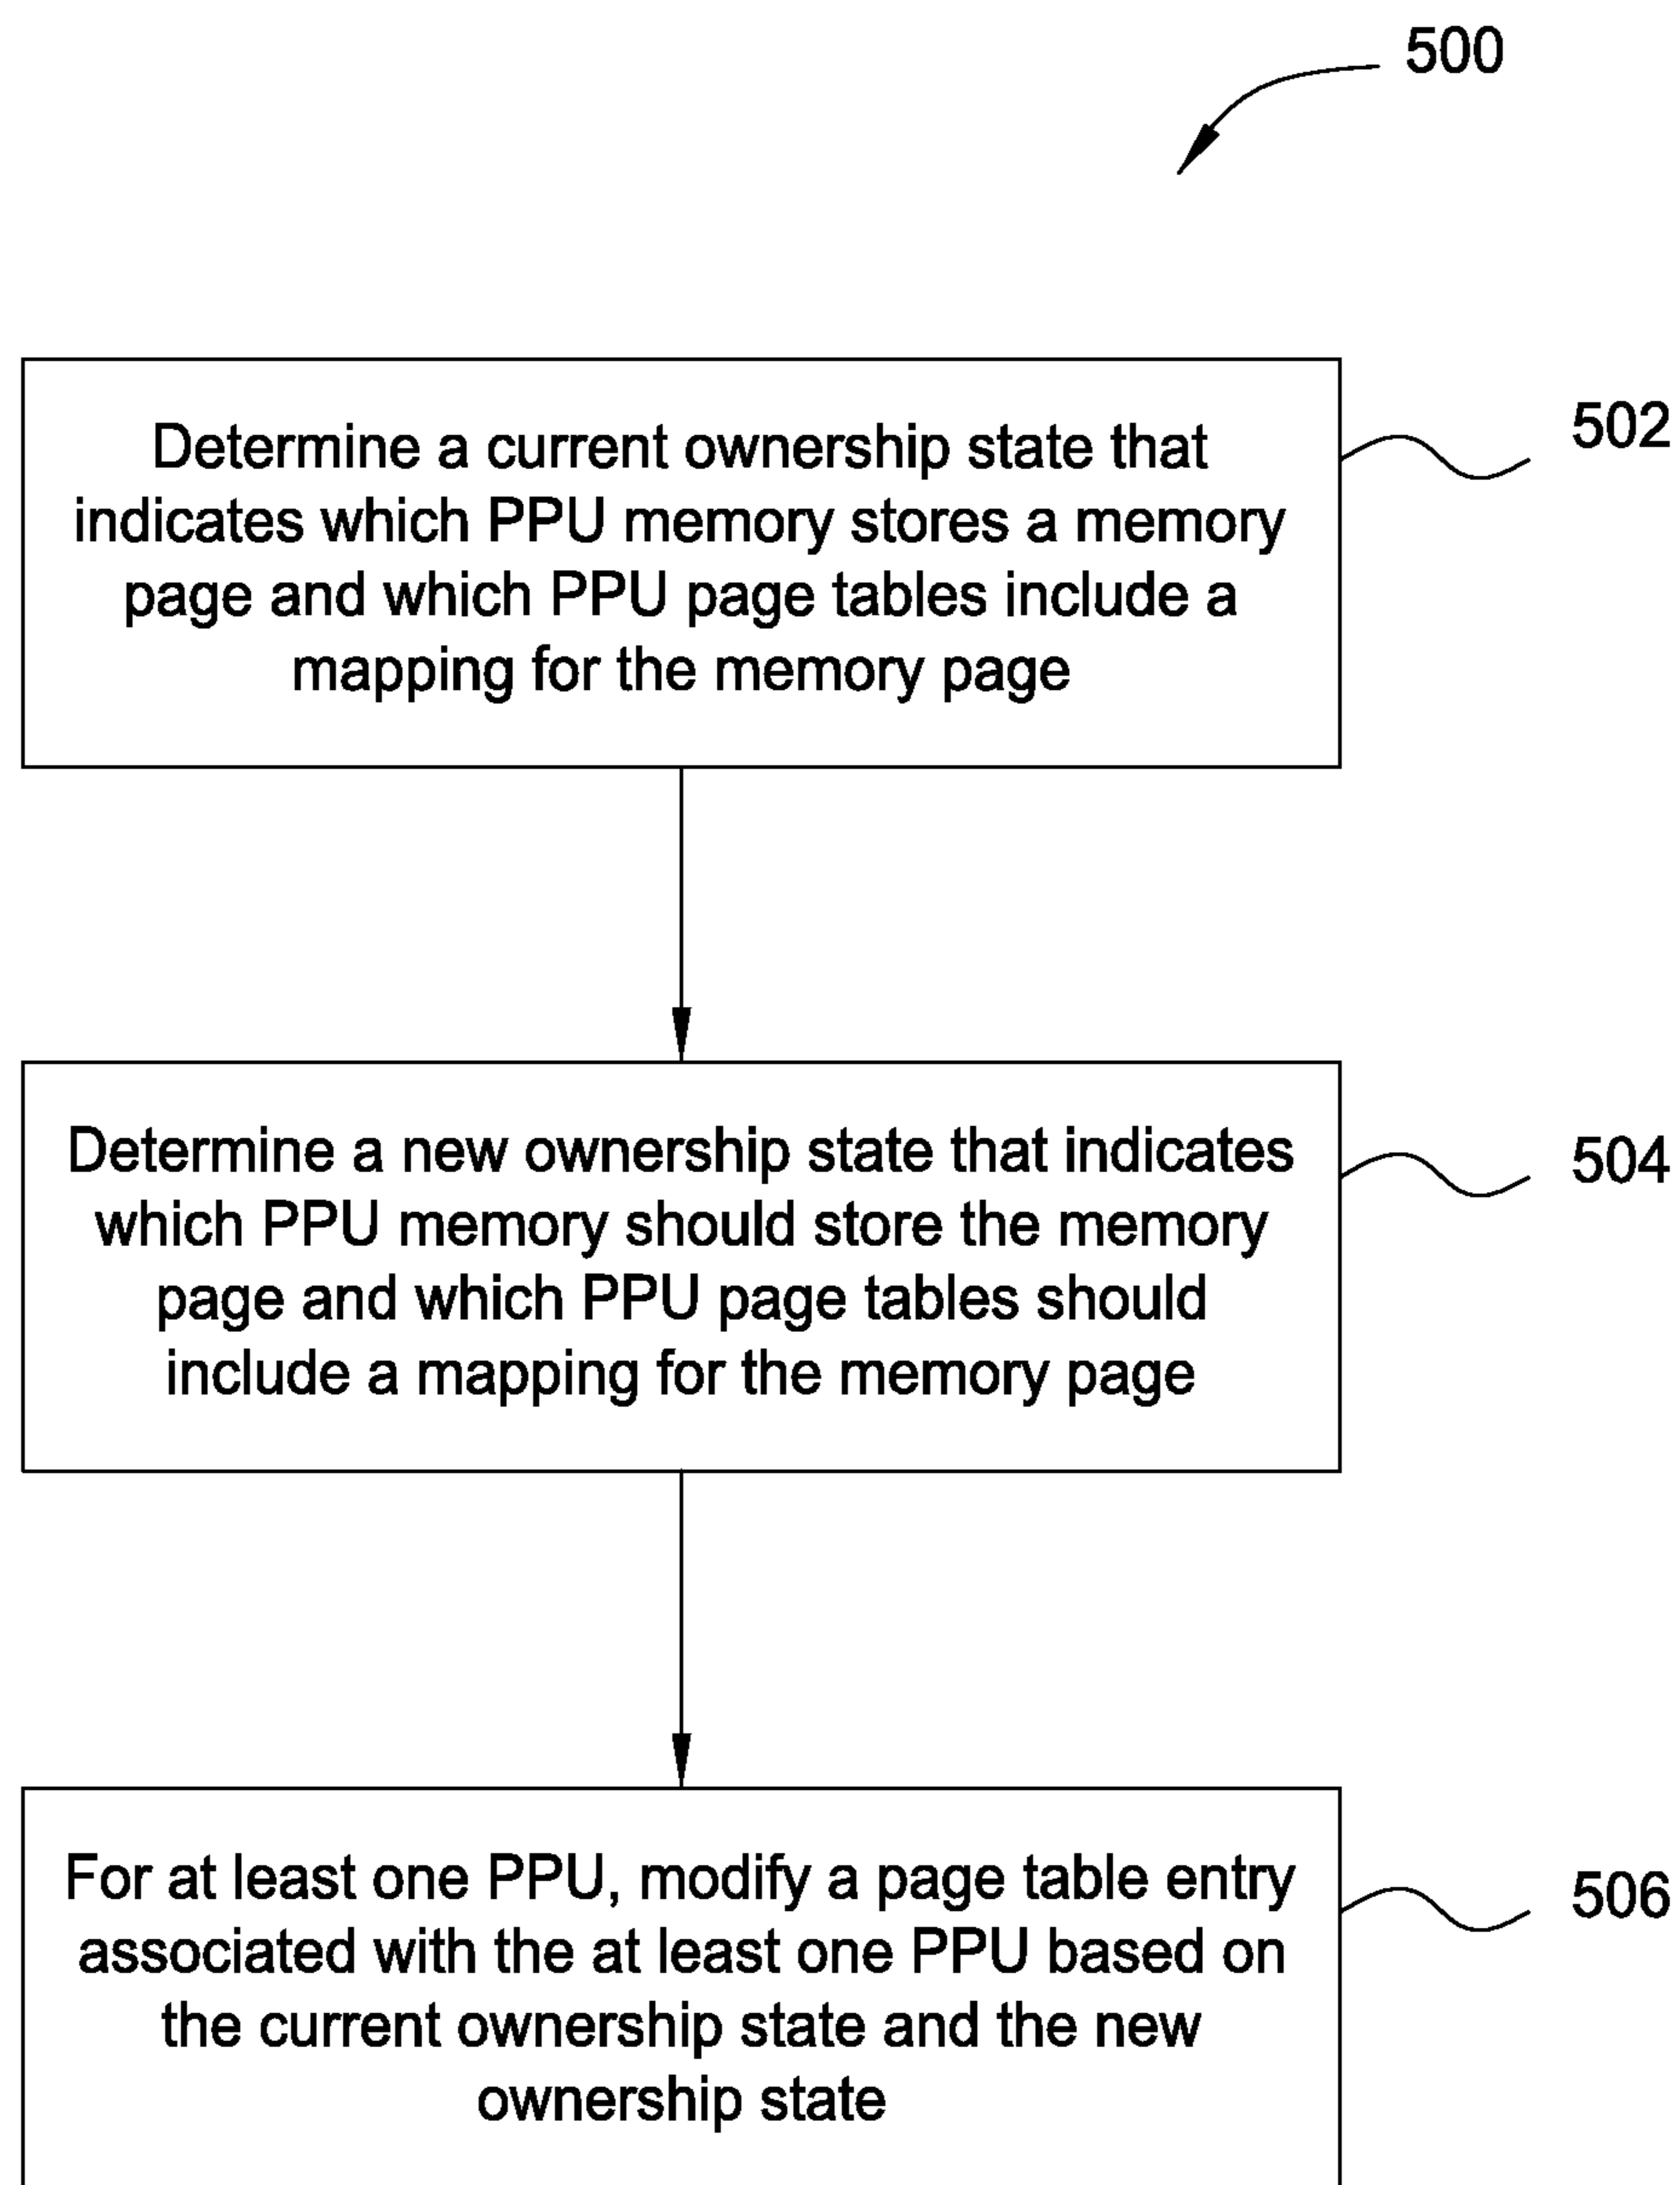 500
Determine a current ownership state that
indicates which PPU memory stores a memory
page and which PPU page tables include a
mapping for the memory page
502
Determine a new ownership state that indicates
which PPU memory should store the memory
page and which PPU page tables should
include a mapping for the memory page
504
For at least one PPU, modify a page table entry
associated with the at least one PPU based on
the current ownership state and the new
ownership state
506